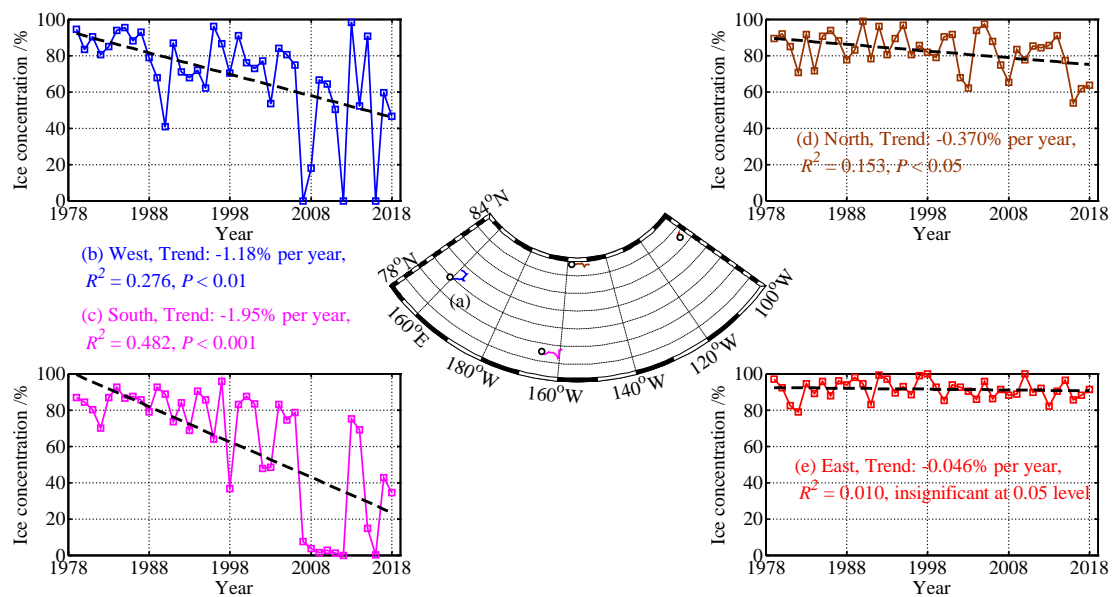 Ice concentration /%
100
80
60
40
20
0
1978
1988
1998
2008
2018
Year
(b) West, Trend: -1.18% per year,
R² = 0.276, P < 0.01
(c) South, Trend: -1.95% per year,
R² = 0.482, P < 0.001
Ice concentration /%
100
80
60
40
20
0
1978
1988
1998
2008
2018
Year
84°N
78°N
(a)
160°E
180°W
160°W
140°W
120°W
100°W
Ice concentration /%
100
80
60
40
20
0
(d) North, Trend: -0.370% per year,
R² = 0.153, P < 0.05
1978
1988
1998
2008
2018
Year
Ice concentration /%
100
80
60
40
20
0
(e) East, Trend: -0.046% per year,
R² = 0.010, insignificant at 0.05 level
1978
1988
1998
2008
2018
Year